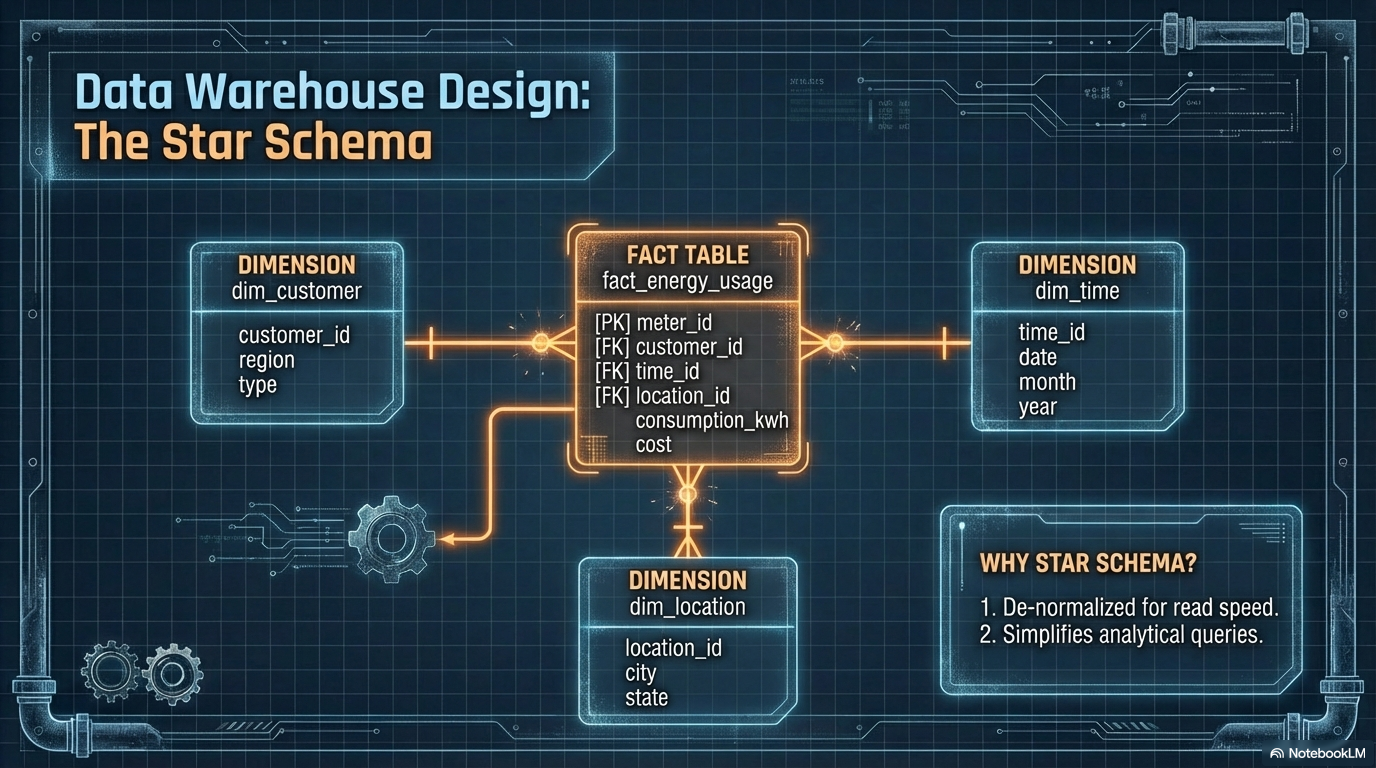 Data Warehouse Design:
The Star Schema
DIMENSION
dim_customer
customer_id
region
type
FACT TABLE
fact_energy_usage
[PK] meter_id
[FK] customer_id
[FK] time_id
[FK] location_id
consumption_kwh
cost
DIMENSION
dim_time
time_id
date
month
year
DIMENSION
dim_location
location_id
city
state
WHY STAR SCHEMA?
1. De-normalized for read speed.
2. Simplifies analytical queries.
NotebookLM